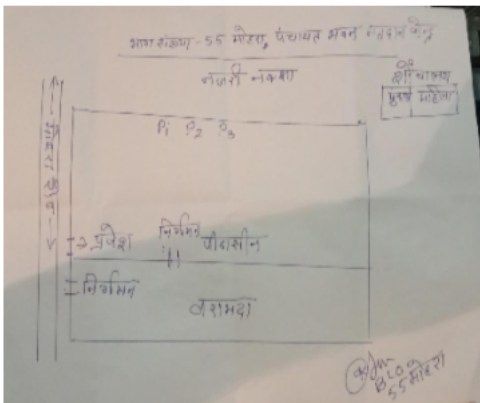 भाग संख्या - 55 मोहरा, पंचायत भवन मतदान केन्द्र
नजरी नक्शा
शौचालय
पुरुष महिला
P₁ P₂ P₃
प्रवेश
निर्गमन
पीठासीन
निर्गमन
बरामदा
BLO
55 मोहरा